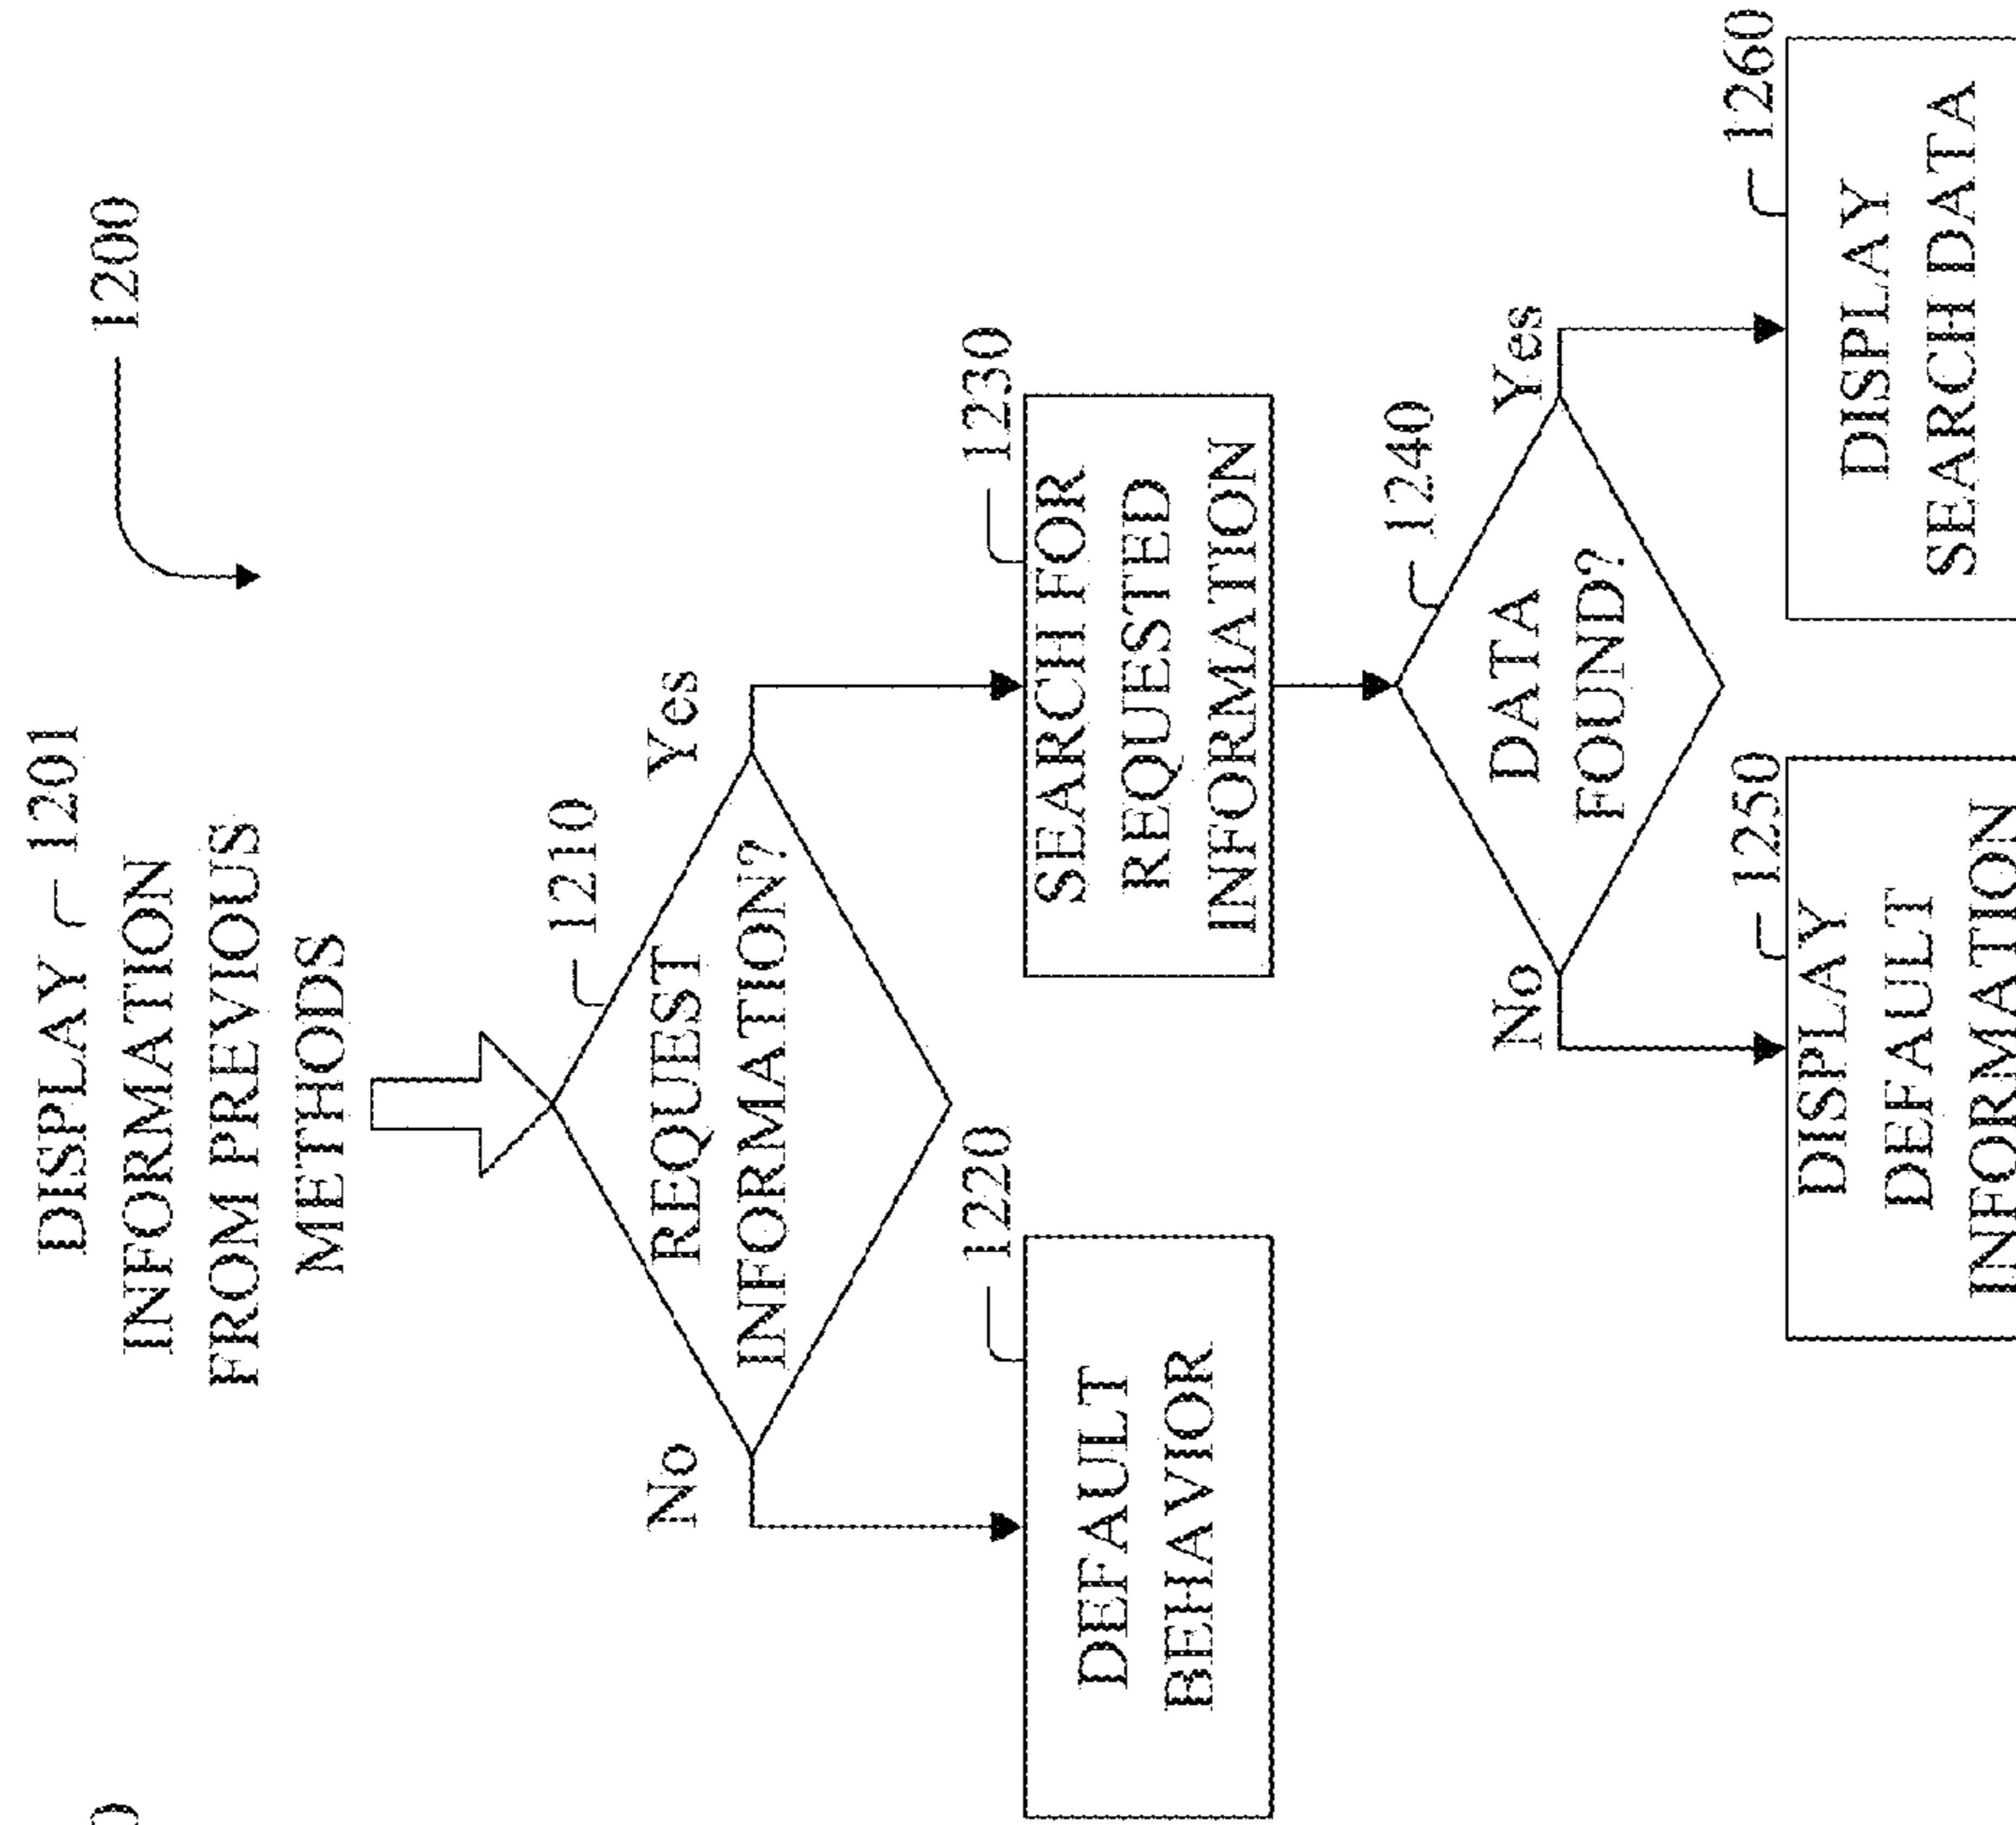 1200
DISPLAY 1201
INFORMATION
FROM PREVIOUS
METHODS
1210
REQUEST
INFORMATION?
No
Yes
1220
DEFAULT
BEHAVIOR
1230
SEARCH FOR
REQUESTED
INFORMATION
1240
DATA
FOUND?
No
Yes
1250
DISPLAY
DEFAULT
INFORMATION
1260
DISPLAY
SEARCH DATA